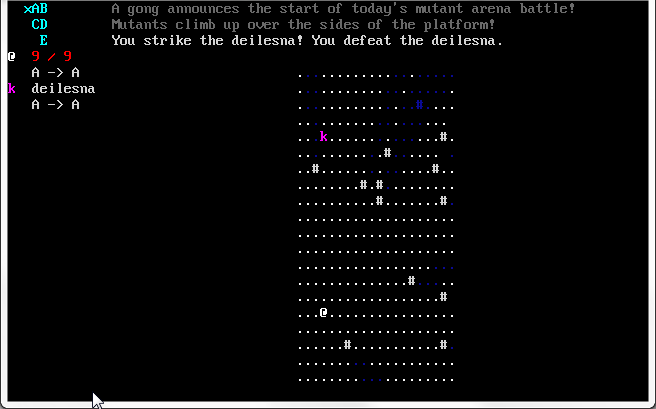 xAB A gong announces the start of today's mutant arena battle!
CD Mutants climb up over the sides of the platform!
E You strike the deilesna! You defeat the deilesna.
@ 9 / 9
A -> A
k deilesna
A -> A
....................
....................
...............#....
...................
...k..............#.
...........#......
..#..............#..
........#.#.........
..........#.......#.
....................
....................
....................
....................
..............#.....
..................#.
...@................
....................
......#...........#.
....................
....................